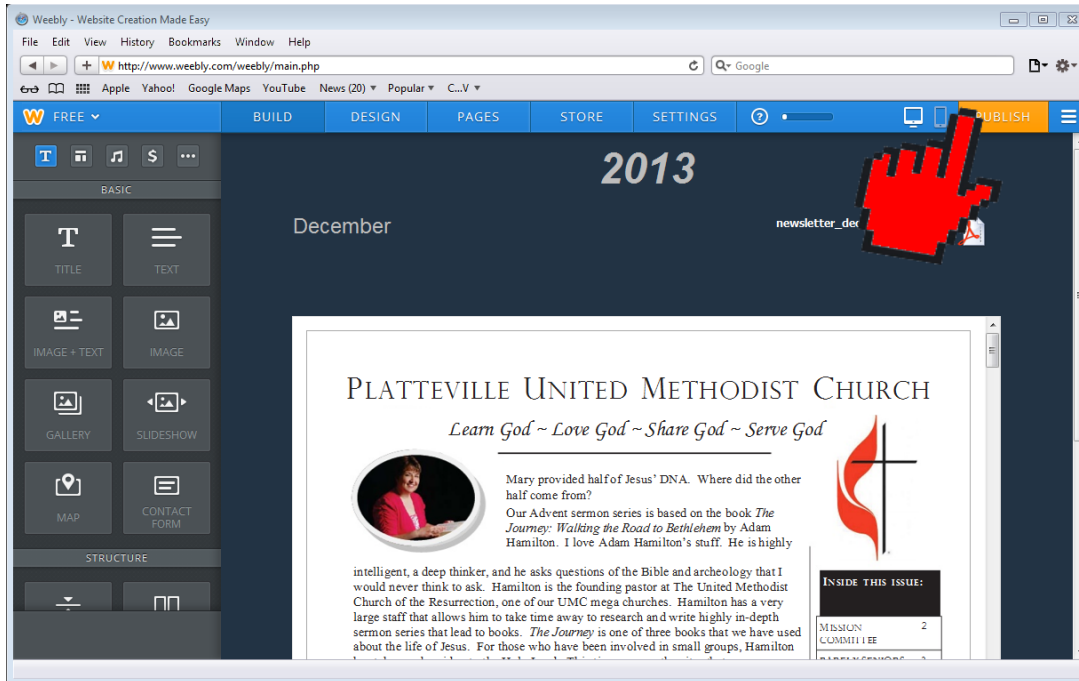 Weebly - Website Creation Made Easy
File Edit View History Bookmarks Window Help
http://www.weebly.com/weebly/main.php
Google
Apple Yahoo! Google Maps YouTube News (20) Popular C...V
FREE BUILD DESIGN PAGES STORE SETTINGS ? PUBLISH
T $
BASIC
T
TITLE
TEXT
IMAGE + TEXT
IMAGE
GALLERY
SLIDESHOW
MAP
CONTACT
FORM
STRUCTURE
2013
December
PLATTEVILLE UNITED METHODIST CHURCH
Learn God ~ Love God ~ Share God ~ Serve God
Mary provided half of Jesus' DNA. Where did the other
half come from?
Our Advent sermon series is based on the book The
Journey: Walking the Road to Bethlehem by Adam
Hamilton. I love Adam Hamilton's stuff. He is highly
intelligent, a deep thinker, and he asks questions of the Bible and archeology that I
would never think to ask. Hamilton is the founding pastor at The United Methodist
Church of the Resurrection, one of our UMC mega churches. Hamilton has a very
large staff that allows him to take time away to research and write highly in-depth
sermon series that lead to books. The Journey is one of three books that we have used
about the life of Jesus. For those who have been involved in small groups, Hamilton
INSIDE THIS ISSUE:
MISSION 2
COMMITTEE